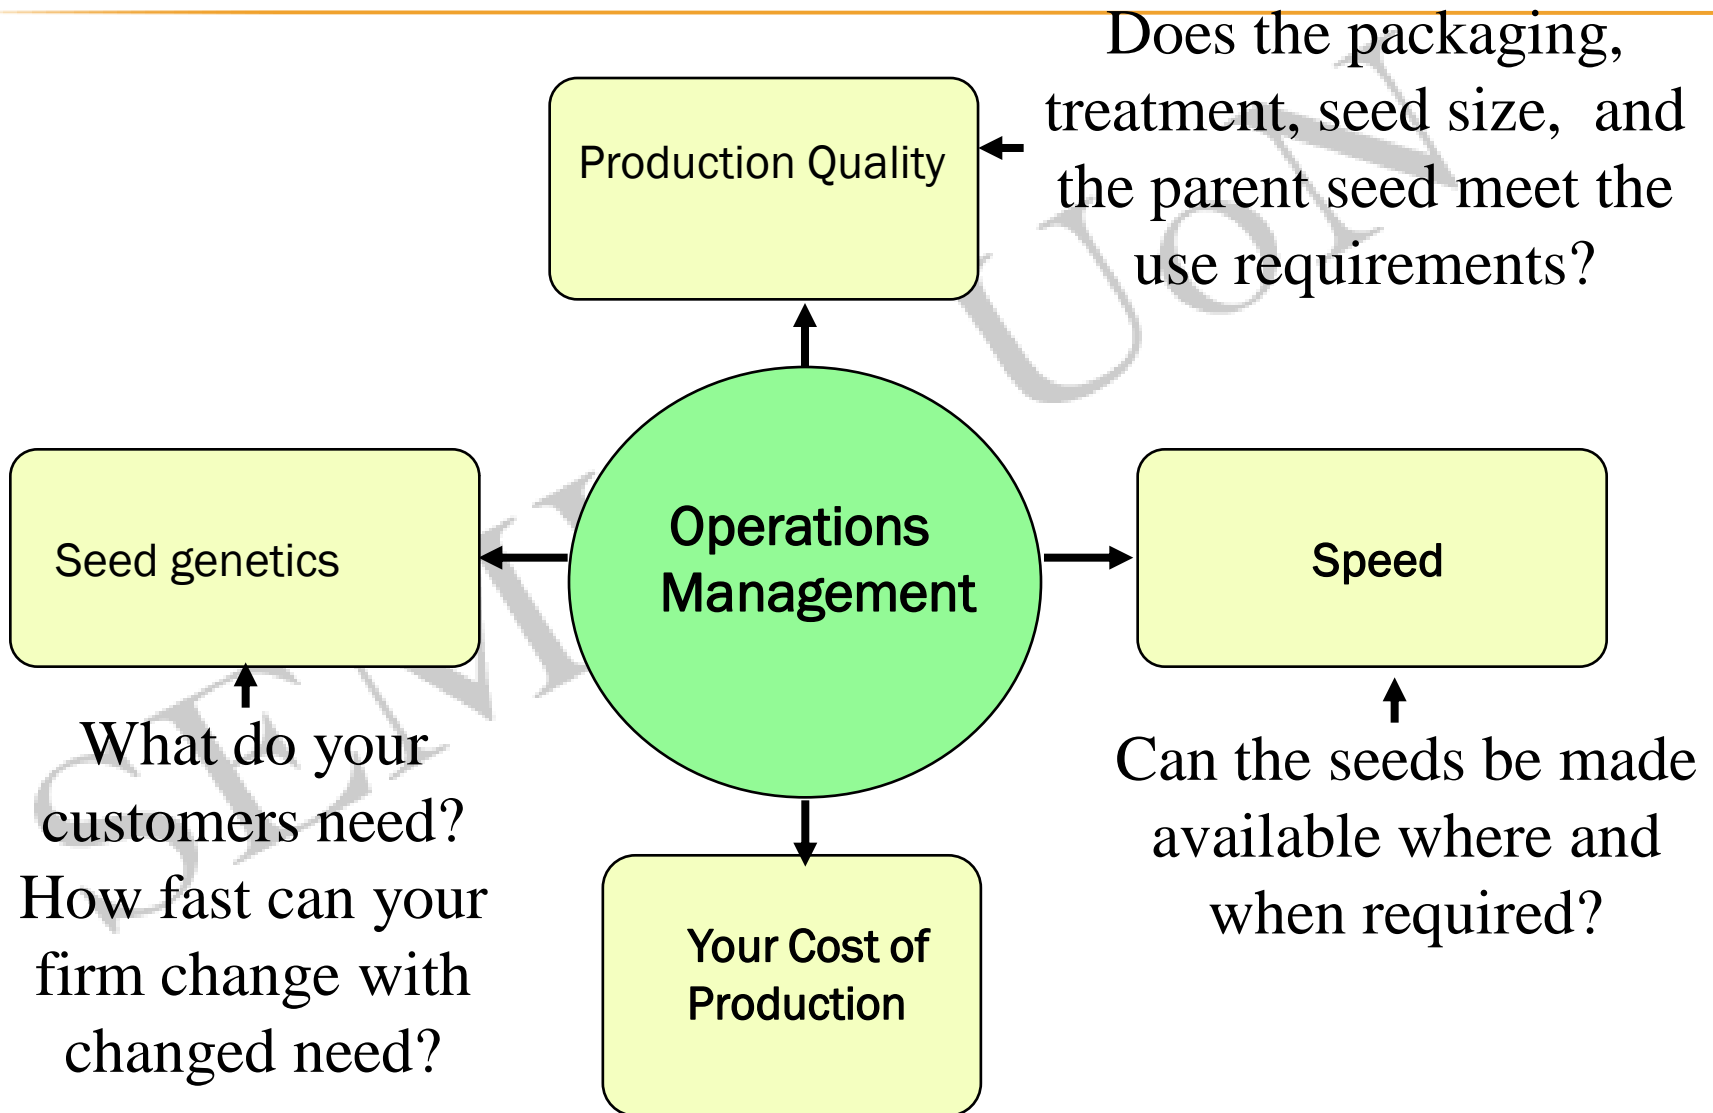 Does the packaging,
treatment, seed size, and
the parent seed meet the
use requirements?
Production Quality
Operations
Management
Seed genetics
Speed
What do your
customers need?
How fast can your
firm change with
changed need?
Can the seeds be made
available where and
when required?
Your Cost of
Production
SEMI UoN